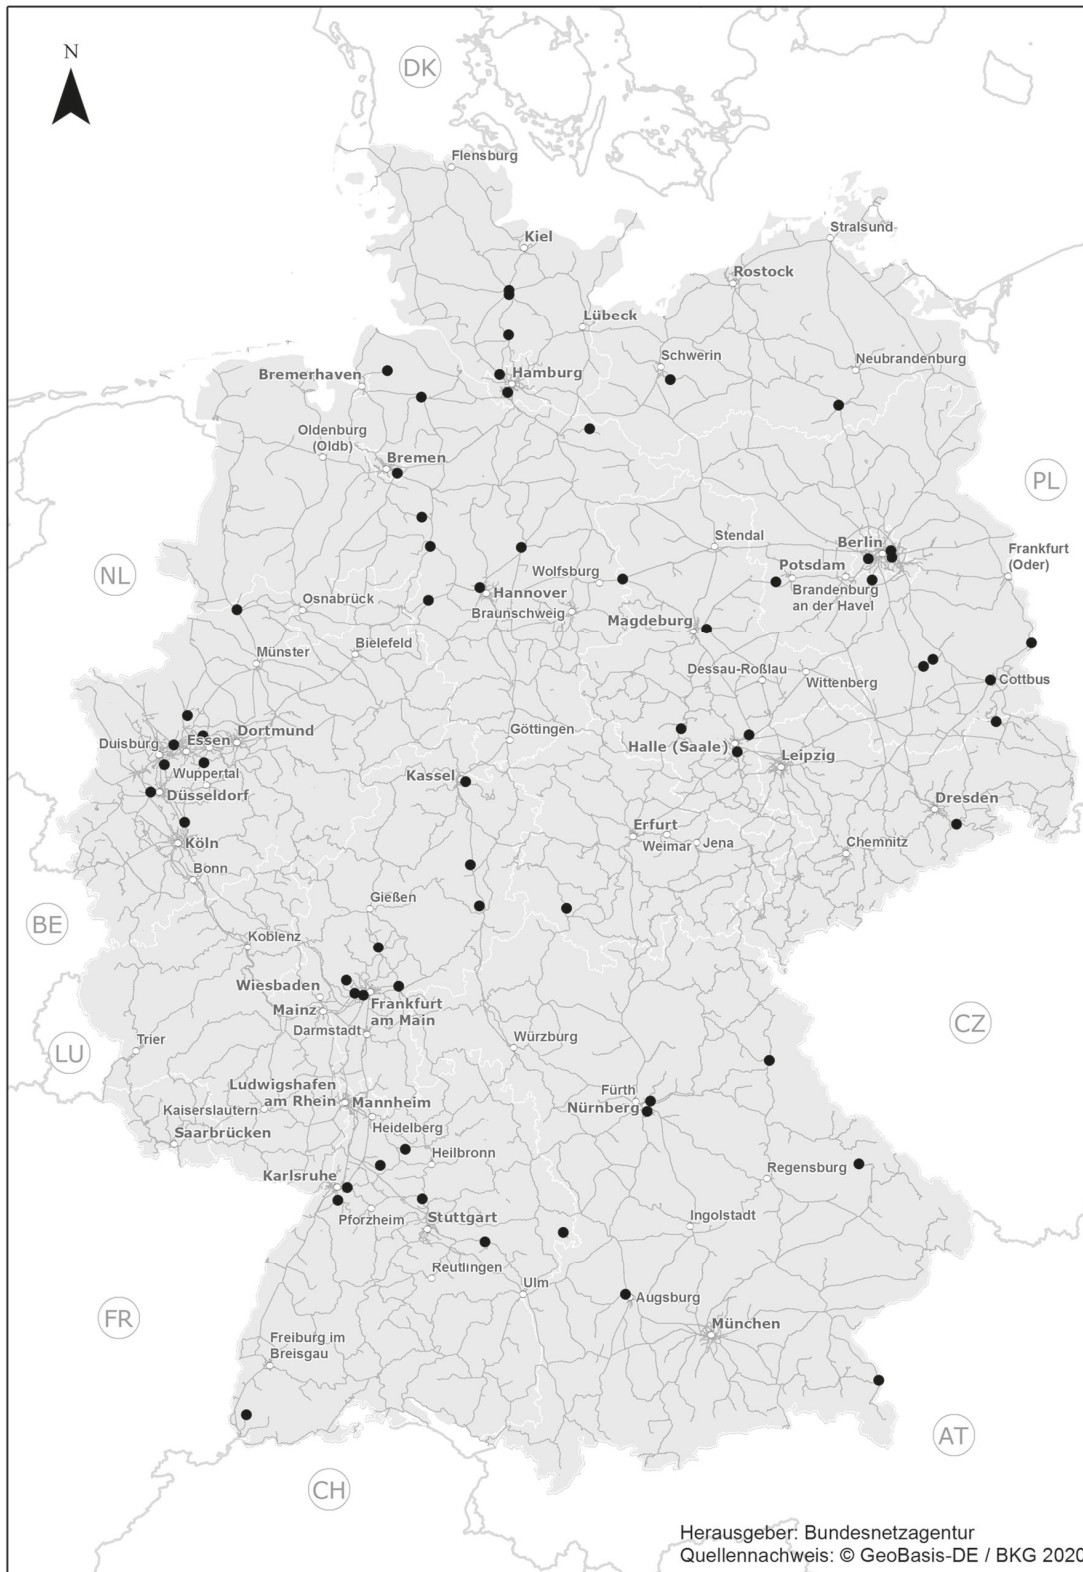 N
DK
Flensburg
Stralsund
Kiel
Rostock
Lübeck
Schwerin
Neubrandenburg
Bremerhaven
Hamburg
Oldenburg
(Oldb)
Bremen
PL
Stendal
Berlin
Frankfurt
(Oder)
NL
Wolfsburg
Potsdam
Osnabrück
Hannover
Brandenburg
an der Havel
Braunschweig
Magdeburg
Bielefeld
Münster
Dessau-Roßlau
Wittenberg
Cottbus
Dortmund
Göttingen
Essen
Duisburg
Halle (Saale)
Leipzig
Wuppertal
Kassel
Düsseldorf
Dresden
Erfurt
Köln
Weimar
Jena
Chemnitz
Bonn
Gießen
BE
Koblenz
Wiesbaden
Frankfurt
am Main
Mainz
CZ
Darmstadt
Würzburg
Trier
LU
Ludwigshafen
am Rhein
Fürth
Mannheim
Kaiserslautern
Nürnberg
Heidelberg
Saarbrücken
Heilbronn
Karlsruhe
Regensburg
Pforzheim
Stuttgart
Ingolstadt
Reutlingen
Ulm
Augsburg
FR
München
Freiburg im
Breisgau
AT
CH
Herausgeber: Bundesnetzagentur
Quellennachweis: © GeoBasis-DE / BKG 2020